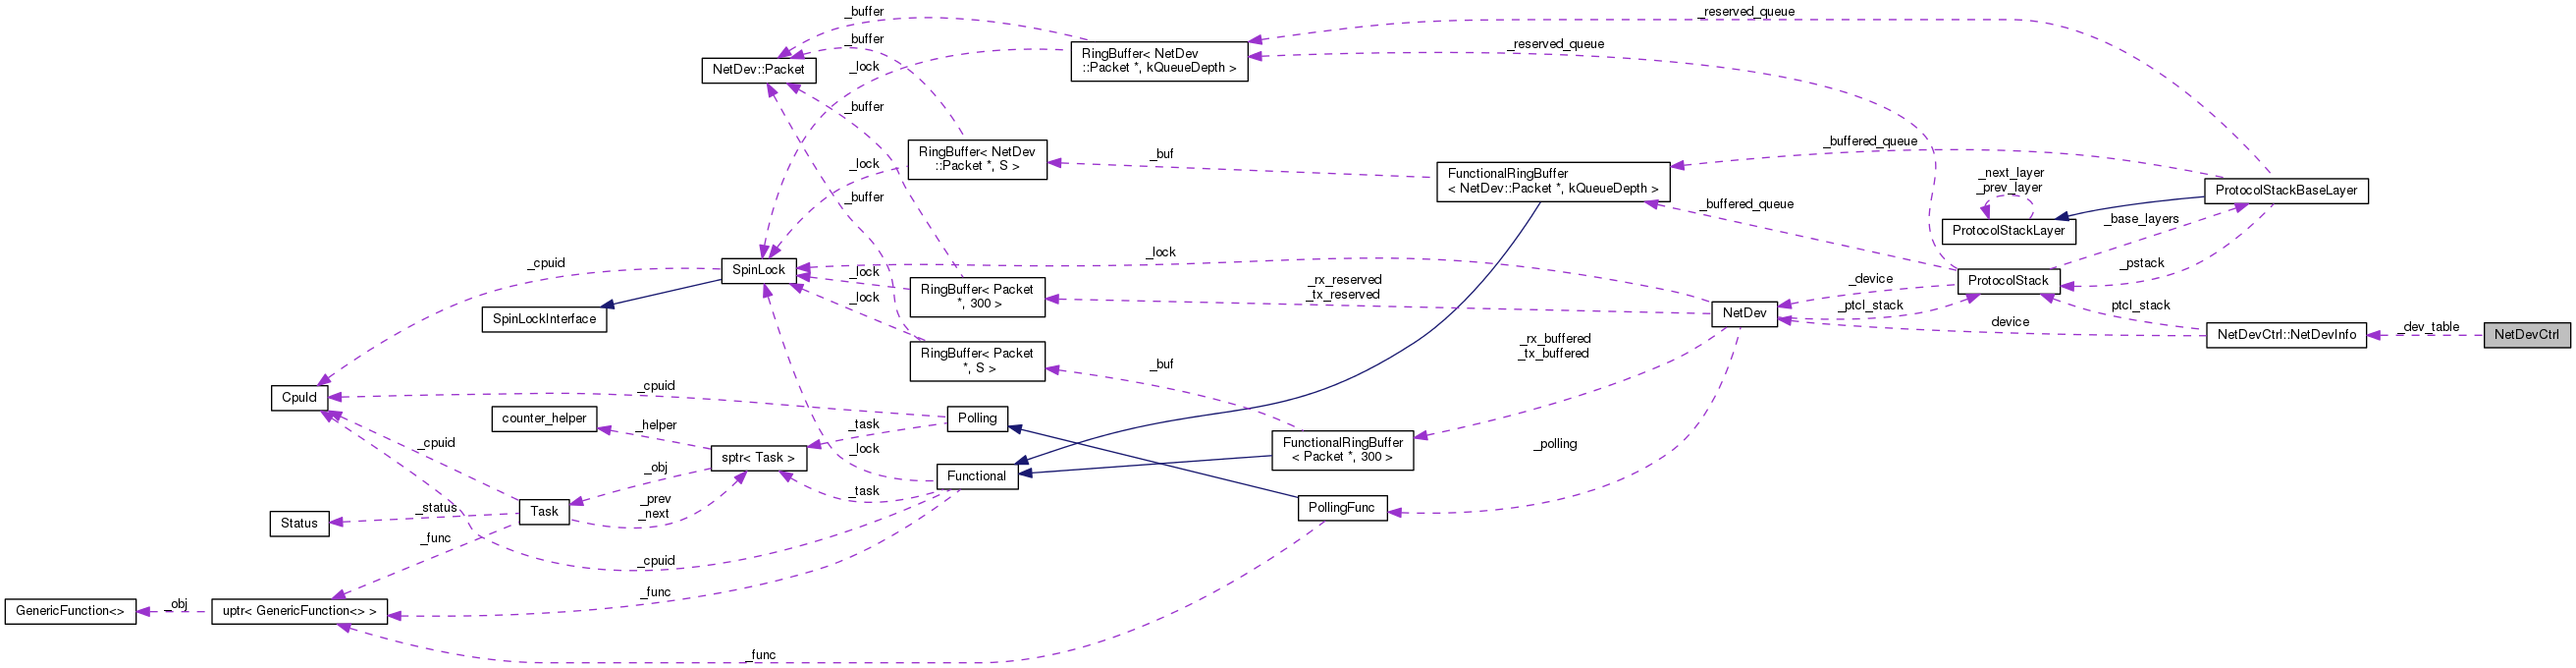 _buffer
_reserved_queue
_buffer
_reserved_queue
RingBuffer< NetDev
::Packet *, kQueueDepth >
NetDev::Packet
_lock
_buffer
_buffered_queue
RingBuffer< NetDev
::Packet *, S >
_buf
_lock
FunctionalRingBuffer
< NetDev::Packet *, kQueueDepth >
_next_layer
_prev_layer
ProtocolStackBaseLayer
_buffer
_buffered_queue
_base_layers
ProtocolStackLayer
_lock
_cpuid
SpinLock
_lock
_pstack
_rx_reserved
_tx_reserved
_device
ProtocolStack
RingBuffer< Packet
*, 300 >
_lock
_ptcl_stack
ptcl_stack
NetDev
SpinLockInterface
device
_dev_table
NetDevCtrl::NetDevInfo
NetDevCtrl
_rx_buffered
_tx_buffered
RingBuffer< Packet
*, S >
_buf
_cpuid
CpuId
counter_helper
_helper
Polling
_task
_cpuid
sptr< Task >
_lock
FunctionalRingBuffer
< Packet *, 300 >
_polling
_obj
Functional
_task
_prev
_next
_status
Task
PollingFunc
Status
_func
_cpuid
_func
GenericFunction<>
_obj
uptr< GenericFunction<> >
_func